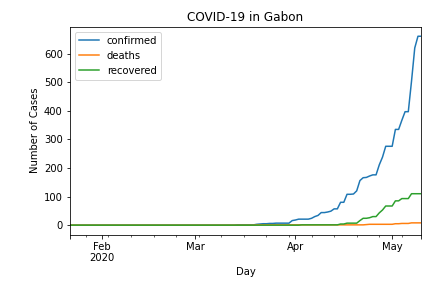 COVID-19 in Gabon
confirmed
deaths
recovered
Number of Cases
600
500
400
300
200
100
0
Feb
2020
Mar
Apr
May
Day